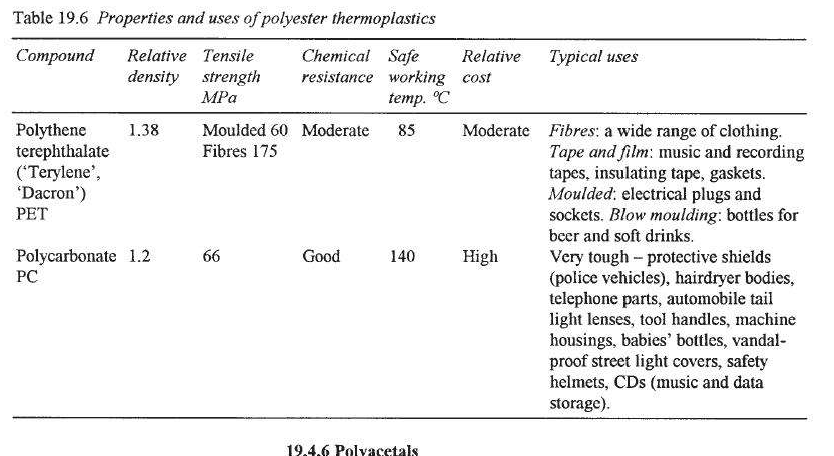 Table 19.6 Properties and uses of polyester thermoplastics
Compound Relative Tensile Chemical Safe Relative Typical uses
density strength resistance working cost
MPa temp. ºC
Polythene 1.38 Moulded 60 Moderate 85 Moderate Fibres: a wide range of clothing.
terephthalate Fibres 175 Tape and film: music and recording
(‘Terylene’, tapes, insulating tape, gaskets.
‘Dacron’) Moulded: electrical plugs and
PET sockets. Blow moulding: bottles for
beer and soft drinks.
Polycarbonate 1.2 66 Good 140 High Very tough – protective shields
PC (police vehicles), hairdryer bodies,
telephone parts, automobile tail
light lenses, tool handles, machine
housings, babies’ bottles, vandal-
proof street light covers, safety
helmets, CDs (music and data
storage).
19.4.6 Polyacetals